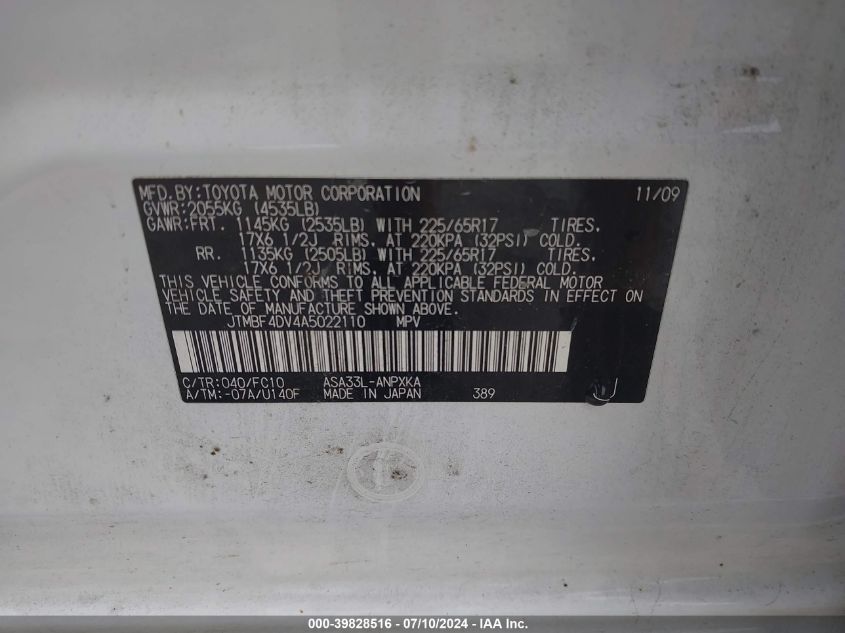 MFD.BY:TOYOTA MOTOR CORPORATION 11/09
GVWR:2055KG (4535LB)
GAWR:FRT. 1145KG (2535LB) WITH 225/65R17 TIRES,
17X6 1/2J RIMS, AT 220KPA (32PSI) COLD.
RR. 1135KG (2505LB) WITH 225/65R17 TIRES,
17X6 1/2J RIMS, AT 220KPA (32PSI) COLD.
THIS VEHICLE CONFORMS TO ALL APPLICABLE FEDERAL MOTOR
VEHICLE SAFETY AND THEFT PREVENTION STANDARDS IN EFFECT ON
THE DATE OF MANUFACTURE SHOWN ABOVE.
JTMBF4DV4A5022110 MPV
C/TR:040/FC10 ASA33L-ANPXKA
A/TM:-07A/U140F MADE IN JAPAN 389
000-39828516 - 07/10/2024 - IAA Inc.